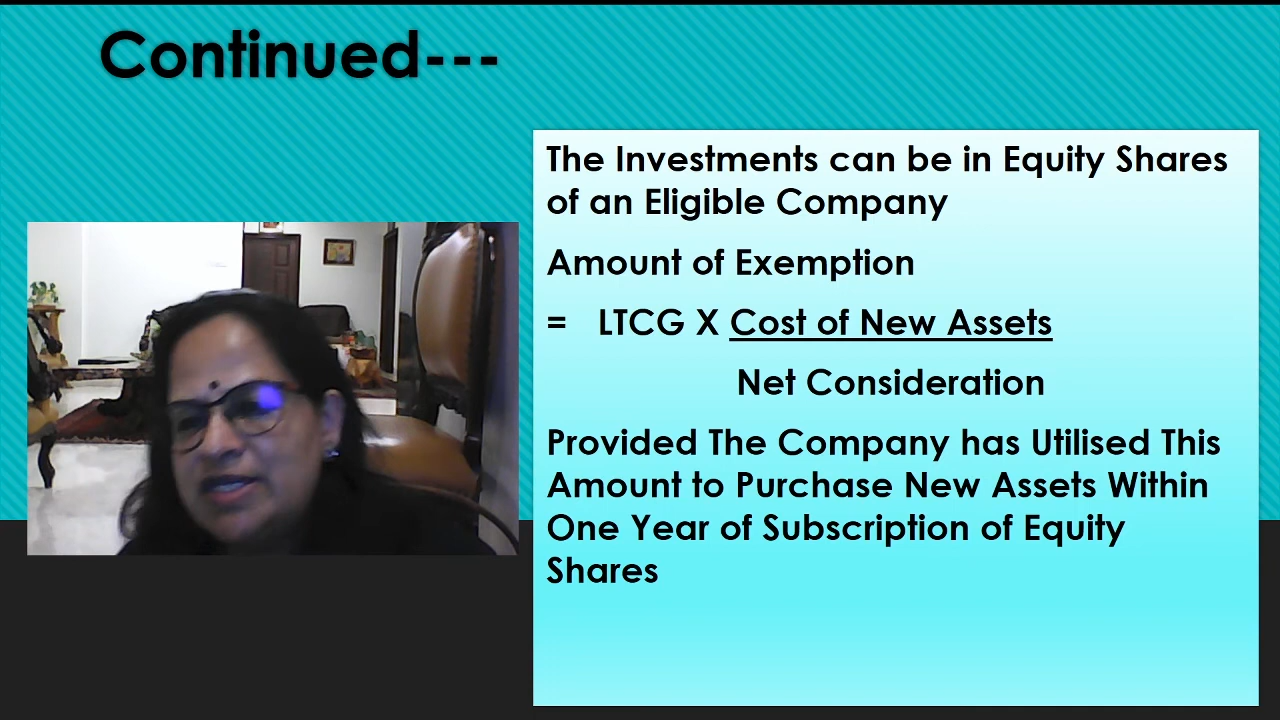 Continued---
The Investments can be in Equity Shares
of an Eligible Company
Amount of Exemption
= LTCG X Cost of New Assets
Net Consideration
Provided The Company has Utilised This
Amount to Purchase New Assets Within
One Year of Subscription of Equity
Shares